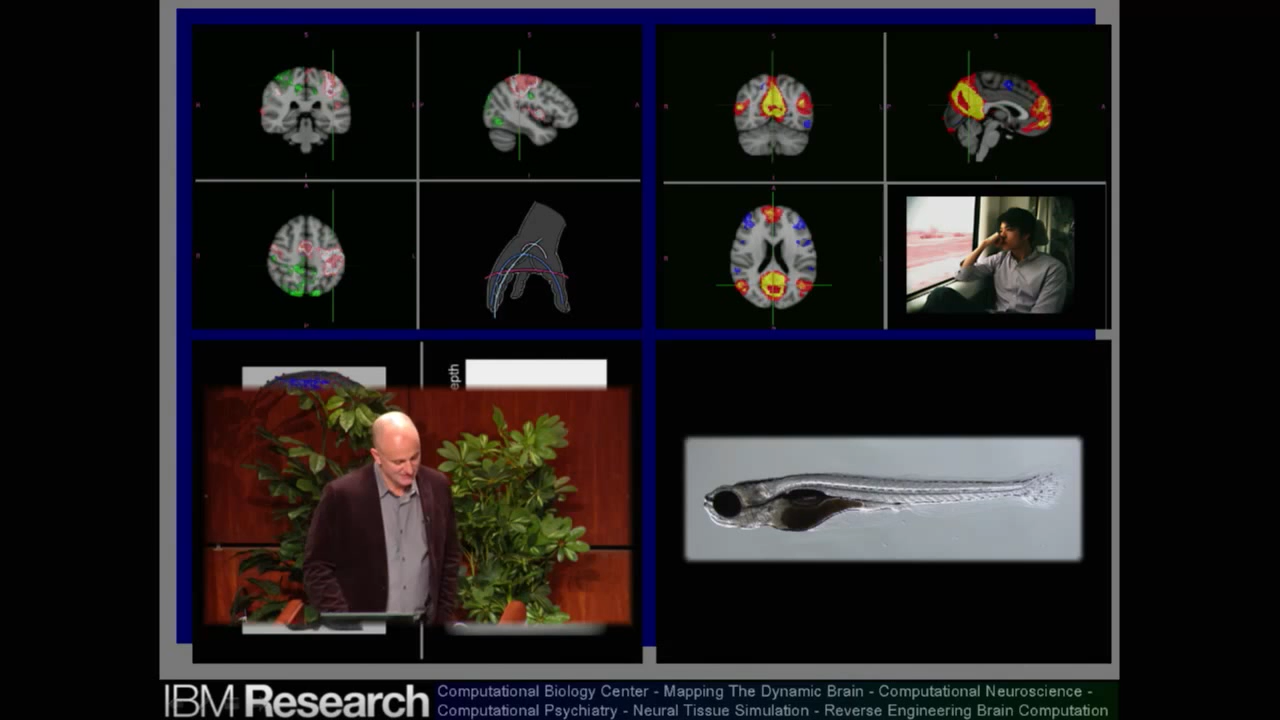 S
S
S
S
R
L
P
A
R
L
P
A
I
I
I
I
A
A
R
L
R
L
P
epth
IBM Research
Computational Biology Center - Mapping The Dynamic Brain - Computational Neuroscience -
Computational Psychiatry - Neural Tissue Simulation - Reverse Engineering Brain Computation